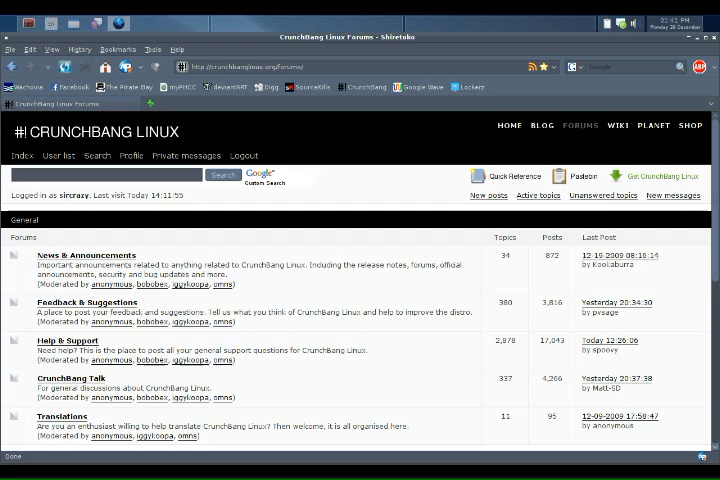 01:41 PM
Monday 28 December
CrunchBang Linux Forums - Shiretoko
File Edit View History Bookmarks Tools Help
http://crunchbanglinux.org/forums/
Google
ABP
Wachovia Facebook The Pirate Bay myFHCC deviantART Digg SourceKills CrunchBang Google Wave Lockerz
CrunchBang Linux Forums
#! CRUNCHBANG LINUX
HOME BLOG FORUMS WIKI PLANET SHOP
Index User list Search Profile Private messages Logout
Search
Google™
Custom Search
Quick Reference Pastebin Get CrunchBang Linux
Logged in as sircrazy. Last visit Today 14:11:55
New posts Active topics Unanswered topics New messages
General
Forums Topics Posts Last Post
News & Announcements 34 872 12-19-2009 08:16:14
Important announcements related to anything related to CrunchBang Linux. Including the release notes, forums, official
by Kookaburra
announcements, security and bug updates and more.
(Moderated by anonymous, bobobex, iggykoopa, omns)
Feedback & Suggestions 380 3,816 Yesterday 20:34:30
A place to post your feedback and suggestions. Tell us what you think of CrunchBang Linux and help to improve the distro.
by pvsage
(Moderated by anonymous, bobobex, iggykoopa, omns)
Help & Support 2,878 17,043 Today 12:26:06
Need help? This is the place to post all your general support questions for CrunchBang Linux.
by spoovy
(Moderated by anonymous, bobobex, iggykoopa, omns)
CrunchBang Talk 337 4,266 Yesterday 20:37:38
For general discussions about CrunchBang Linux.
by Matt-SD
(Moderated by anonymous, bobobex, iggykoopa, omns)
Translations 11 95 12-09-2009 17:58:47
Are you an enthusiast willing to help translate CrunchBang Linux? Then welcome, it is all organised here.
by anonymous
(Moderated by anonymous, iggykoopa, omns)
Done